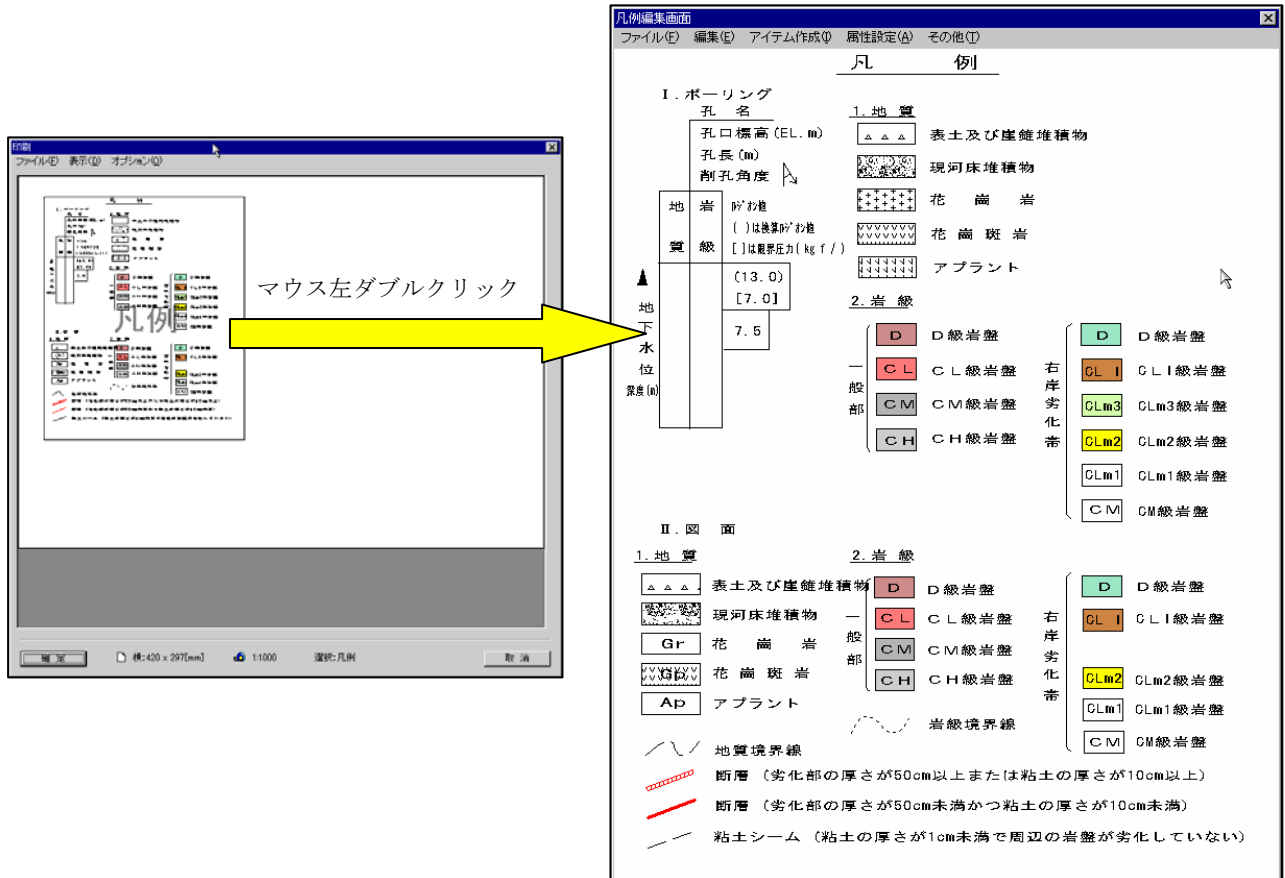 印刷
ファイル(F) 表示(D) オプション(O)
凡例
確 定
横:420 x 297[mm]
1:1000
選択:凡例
取 消
マウス左ダブルクリック
凡例編集画面
ファイル(F) 編集(E) アイテム作成(I) 属性設定(A) その他(T)
凡 例
Ⅰ.ボーリング
孔 名
孔口標高(EL.m)
孔長(m)
削孔角度
地質
岩級
ﾙｼﾞｵﾝ値
( )は換算ﾙｼﾞｵﾝ値
[ ]は限界圧力( kg f / )
(13.0)
[7.0]
7.5
地下水位
深度(m)
1.地 質
表土及び崖錐堆積物
現河床堆積物
花 崗 岩
花 崗 斑 岩
アプラント
2.岩 級
一般部
D D級岩盤
CL CL級岩盤
CM CM級岩盤
CH CH級岩盤
右岸劣化帯
D D級岩盤
CL l CLl級岩盤
CLm3 CLm3級岩盤
CLm2 CLm2級岩盤
CLm1 CLm1級岩盤
CM CM級岩盤
Ⅱ.図 面
1.地 質
表土及び崖錐堆積物
現河床堆積物
Gr 花 崗 岩
Gp 花 崗 斑 岩
Ap アプラント
2.岩 級
一般部
D D級岩盤
CL CL級岩盤
CM CM級岩盤
CH CH級岩盤
岩級境界線
右岸劣化帯
D D級岩盤
CL l CLl級岩盤
CLm2 CLm2級岩盤
CLm1 CLm1級岩盤
CM CM級岩盤
地質境界線
断層 (劣化部の厚さが50cm以上または粘土の厚さが10cm以上)
断層 (劣化部の厚さが50cm未満かつ粘土の厚さが10cm未満)
粘土シーム (粘土の厚さが1cm未満で周辺の岩盤が劣化していない)